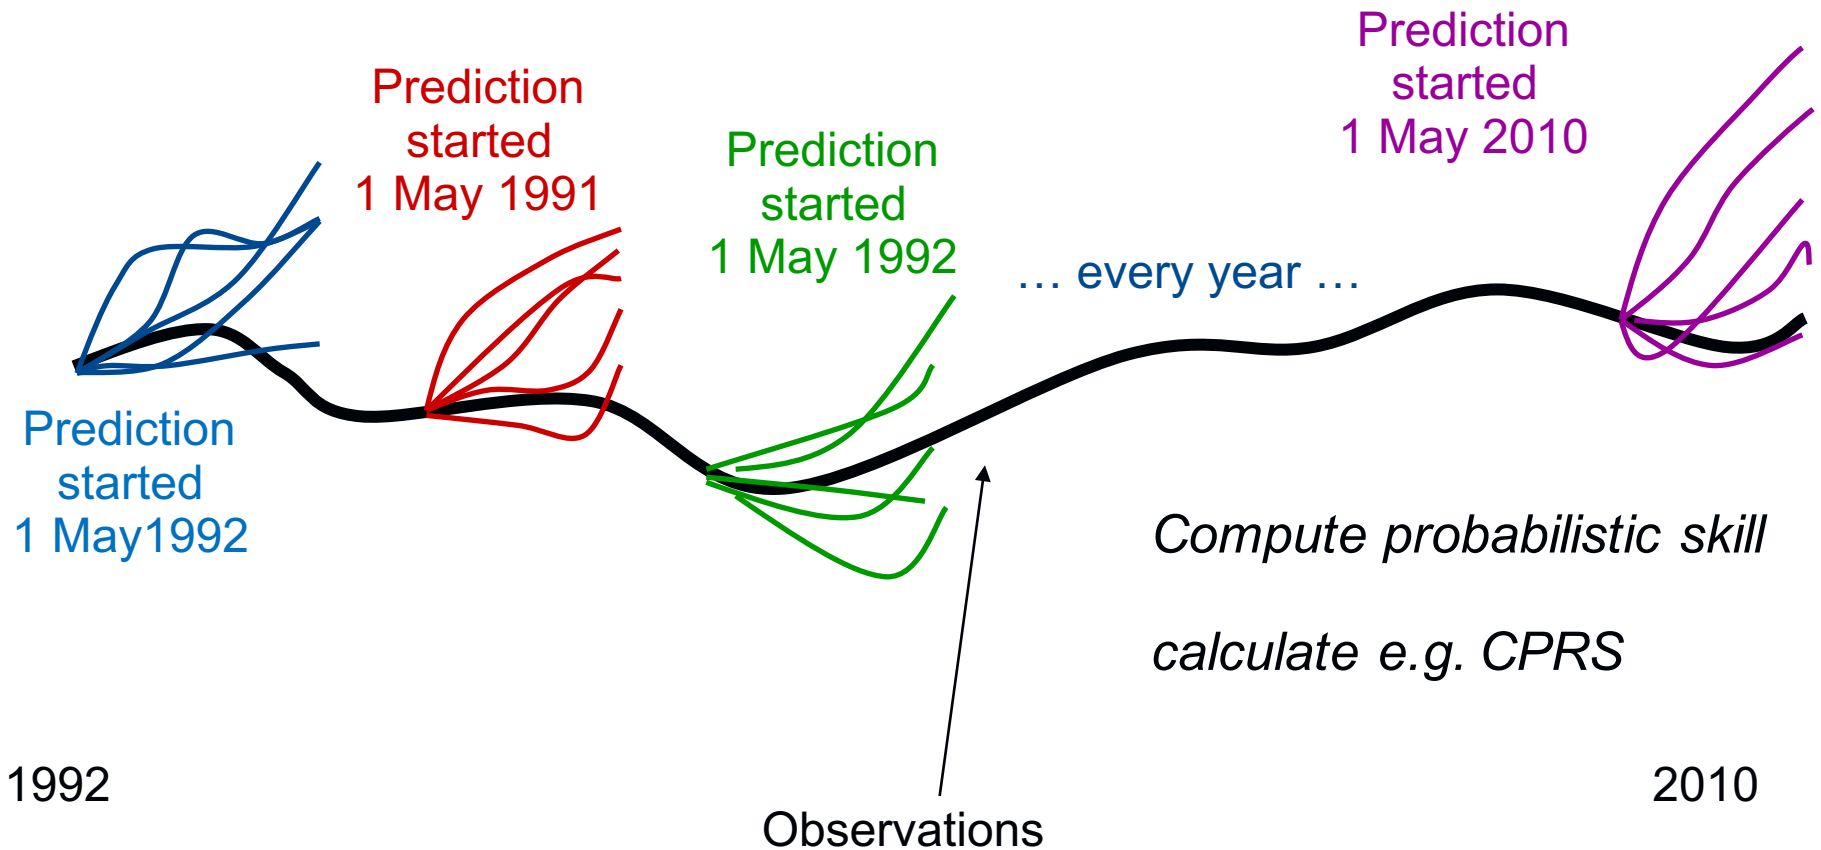 Prediction
started
1 May1992
Prediction
started
1 May 1991
Prediction
started
1 May 1992
… every year …
Prediction
started
1 May 2010
Compute probabilistic skill
calculate e.g. CPRS
1992
Observations
2010